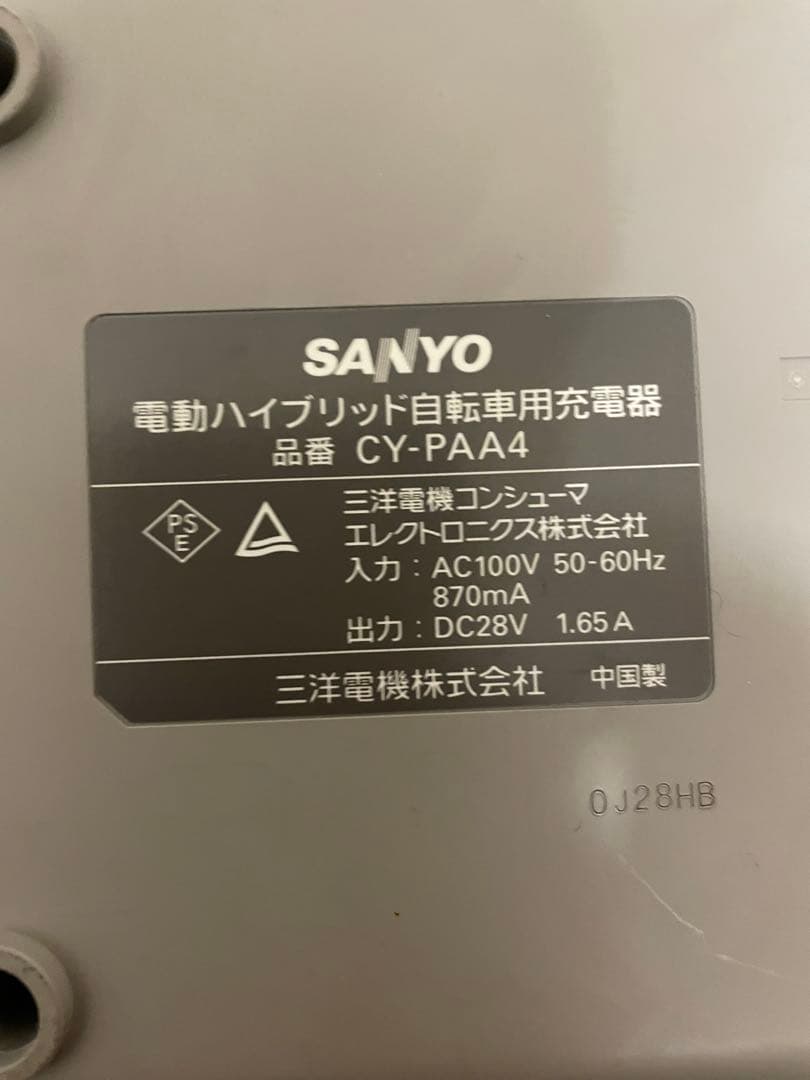 SANYO
電動ハイブリッド自転車用充電器
品番 CY-PAA4
PS
E
三洋電機コンシューマ
エレクトロニクス株式会社
入力：AC100V 50-60Hz
870mA
出力：DC28V 1.65A
三洋電機株式会社 中国製
0J28HB